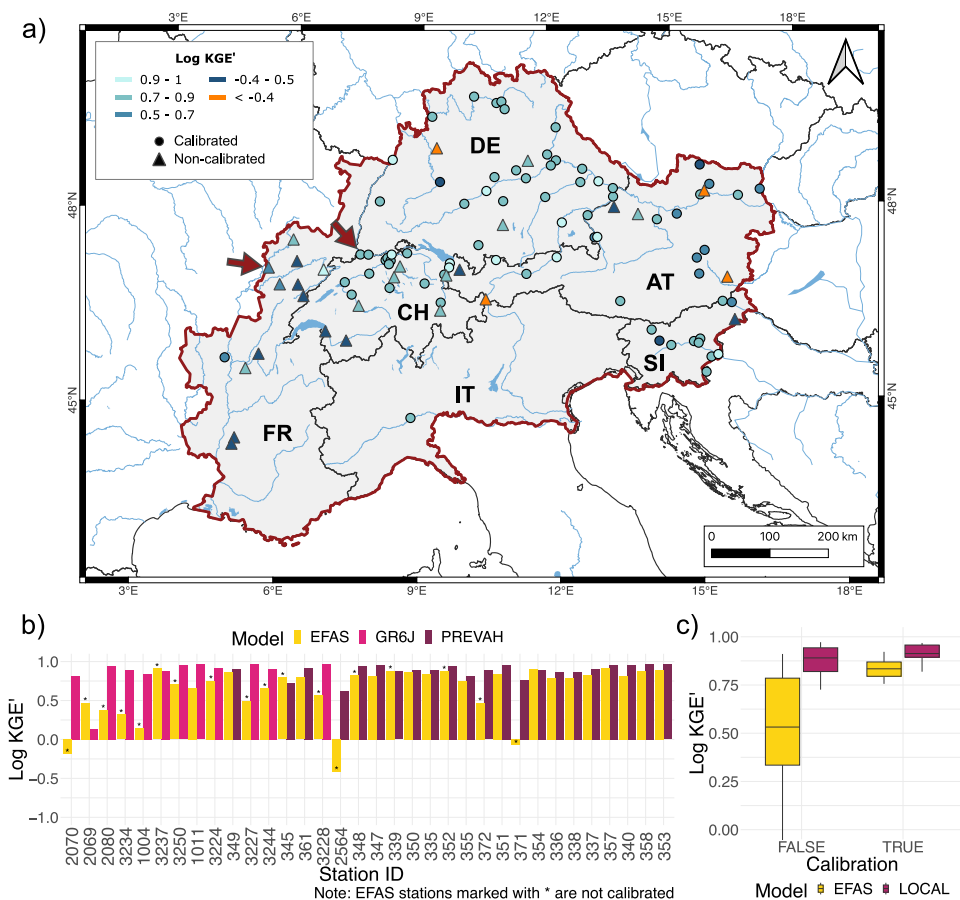 a)
3°E 6°E 9°E 12°E 15°E 18°E
Log KGE'
0.9 - 1
0.7 - 0.9
0.5 - 0.7
-0.4 - 0.5
< -0.4
Calibrated
Non-calibrated
48°N
48°N
45°N
45°N
DE
AT
CH
SI
IT
FR
0 100 200 km
3°E 6°E 9°E 12°E 15°E 18°E
b)
Model EFAS GR6J PREVAH
Log KGE'
1.0
0.5
0.0
−0.5
−1.0
2070 2069 2080 3234 1004 3237 3250 1011 3224 349 3227 3244 345 361 3228 2564 348 347 339 350 335 352 355 372 351 371 354 336 338 337 357 340 358 353
Station ID
Note: EFAS stations marked with * are not calibrated
c)
Log KGE'
1.00
0.75
0.50
0.25
0.00
FALSE TRUE
Calibration
Model EFAS LOCAL